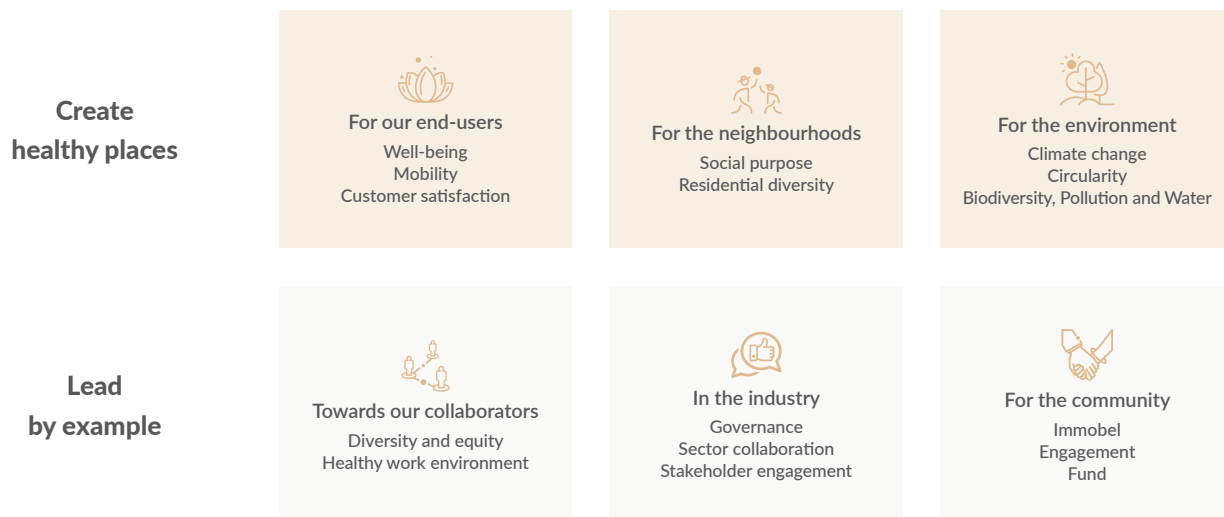 Create
healthy places
For our end-users
Well-being
Mobility
Customer satisfaction
For the neighbourhoods
Social purpose
Residential diversity
For the environment
Climate change
Circularity
Biodiversity, Pollution and Water
Lead
by example
Towards our collaborators
Diversity and equity
Healthy work environment
In the industry
Governance
Sector collaboration
Stakeholder engagement
For the community
Immobel
Engagement
Fund